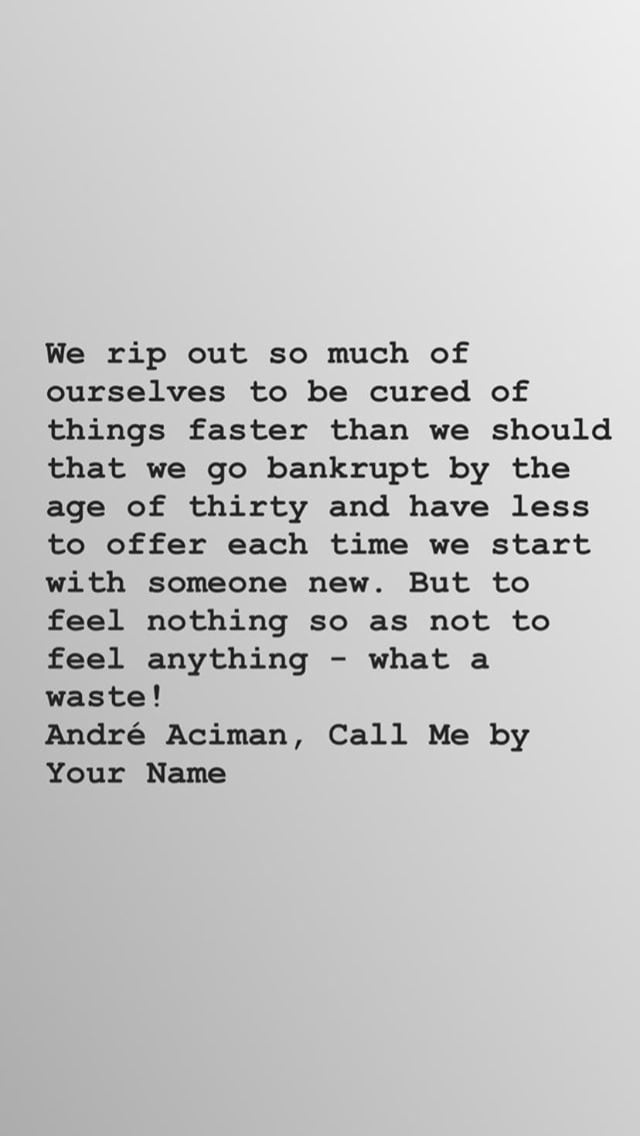 We rip out so much of
ourselves to be cured of
things faster than we should
that we go bankrupt by the
age of thirty and have less
to offer each time we start
with someone new. But to
feel nothing so as not to
feel anything – what a
waste!
André Aciman, Call Me by
Your Name